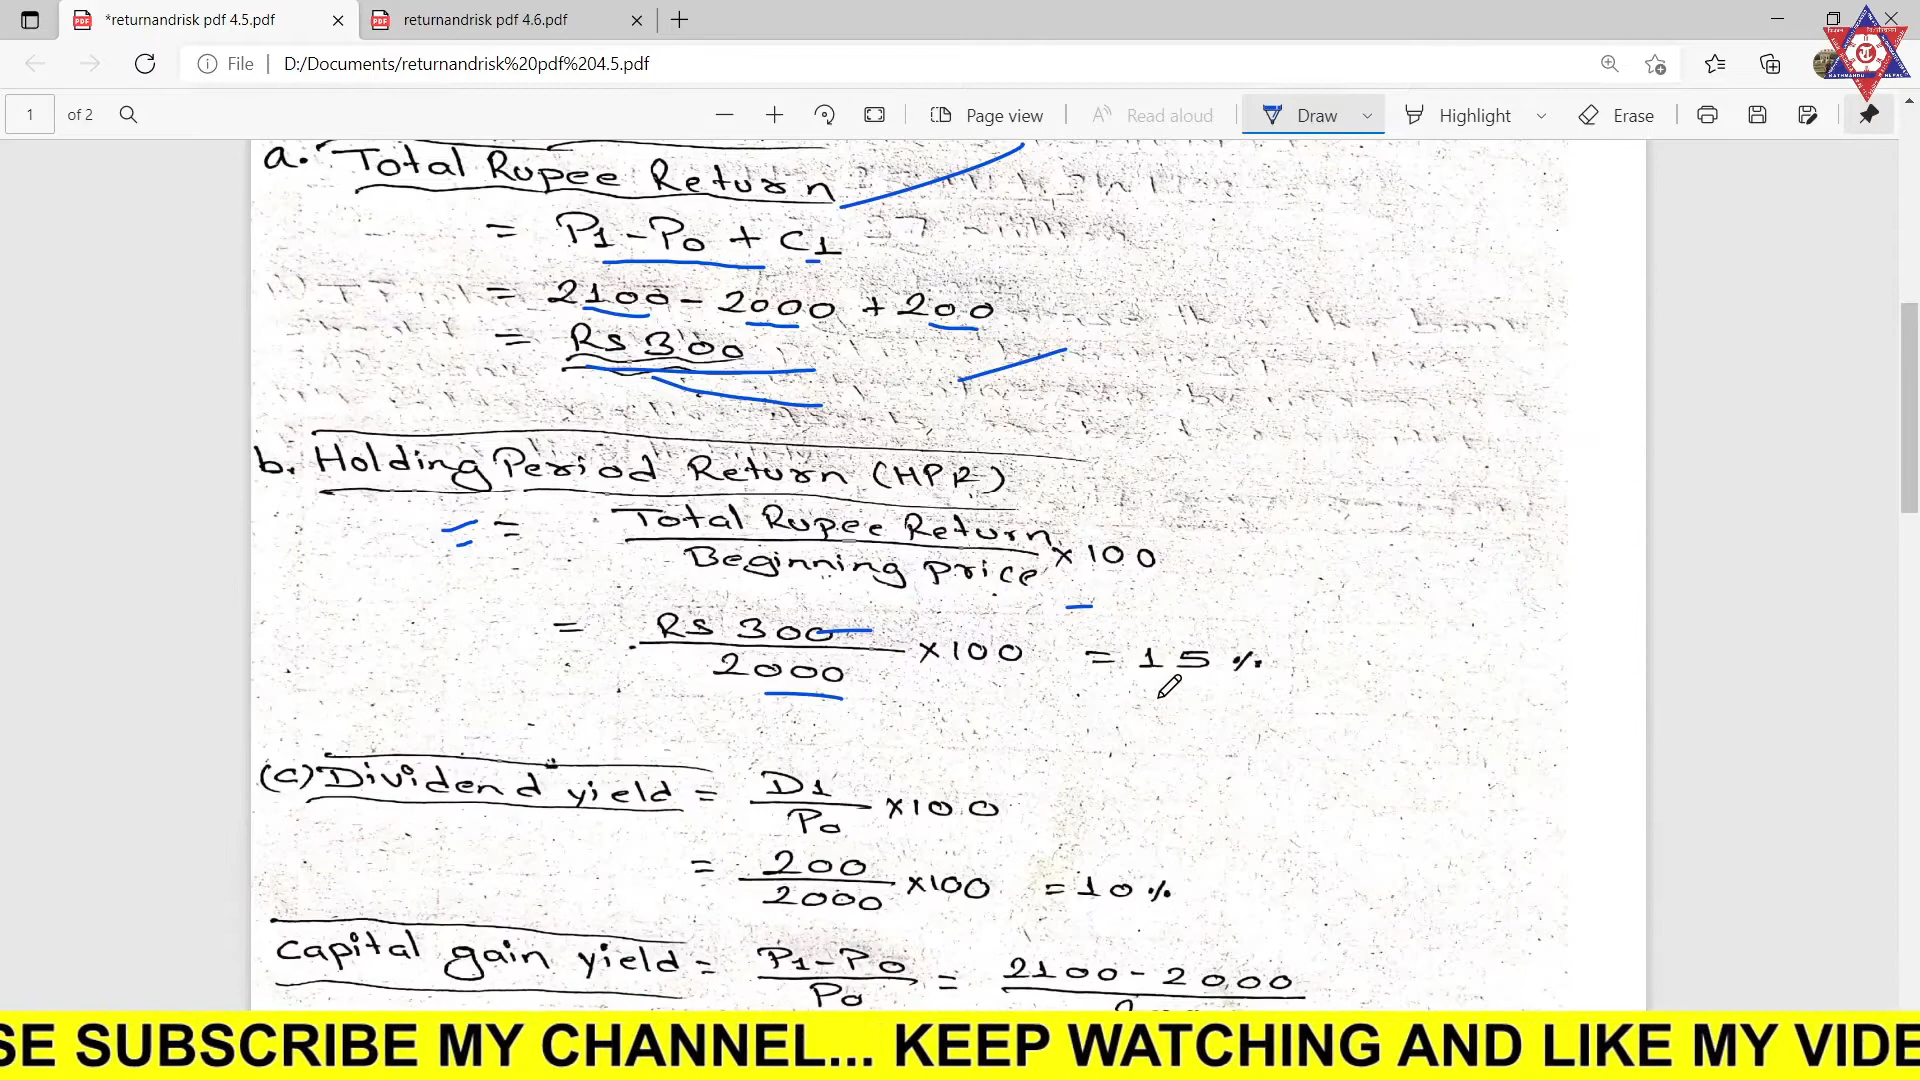 *returnandrisk pdf 4.5.pdf
returnandrisk pdf 4.6.pdf
File
D:/Documents/returnandrisk%20pdf%204.5.pdf
1 of 2
Page view
Read aloud
Draw
Highlight
Erase
a. Total Rupee Return
= P1 - P0 + C1
= 2100 - 2000 + 200
= Rs 300
b. Holding Period Return (HPR)
= Total Rupee Return
Beginning price × 100
= Rs 300
2000 × 100 = 15 %
(c) Dividend yield = D1
P0 × 100
= 200
2000 × 100 = 10 %
capital gain yield = P1 - P0
P0 = 2100 - 2000
SE SUBSCRIBE MY CHANNEL... KEEP WATCHING AND LIKE MY VIDE